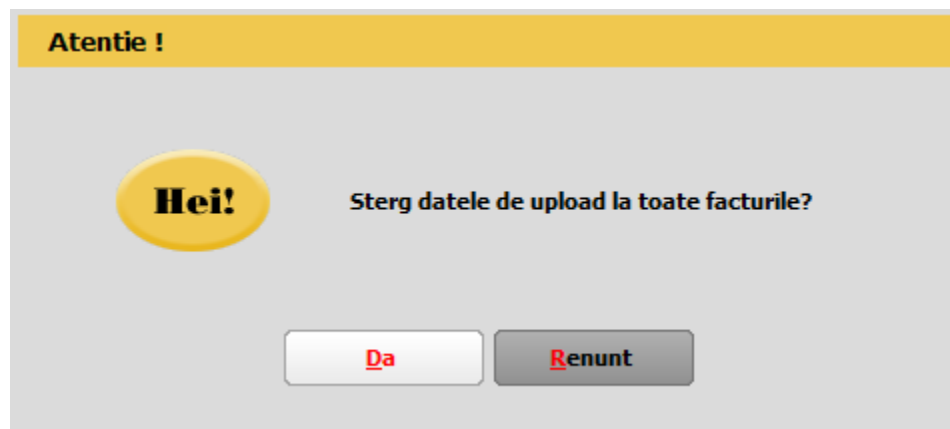 Atentie !
Hei!
Sterg datele de upload la toate facturile?
Da
Renunt